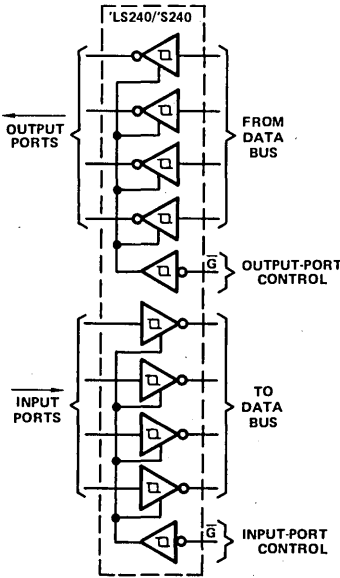 'LS240/'S240
OUTPUT
PORTS
FROM
DATA
BUS
G̅
OUTPUT-PORT
CONTROL
INPUT
PORTS
TO
DATA
BUS
G̅
INPUT-PORT
CONTROL